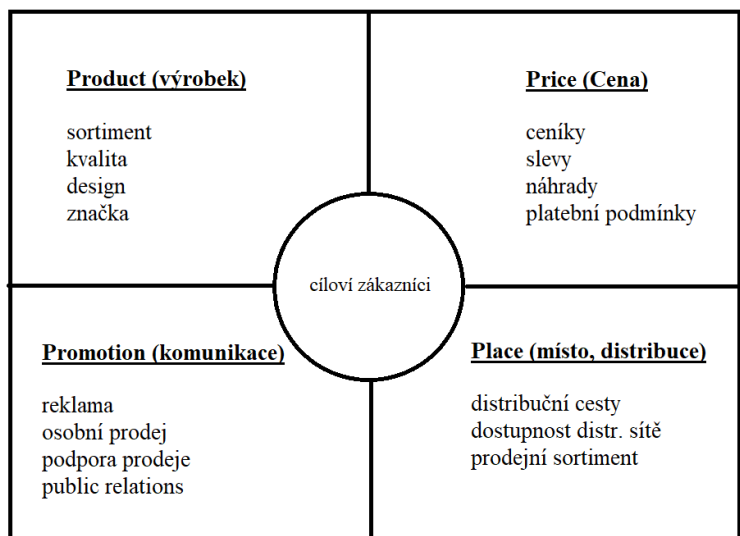 Product (výrobek)
sortiment
kvalita
design
značka
Price (Cena)
ceníky
slevy
náhrady
platební podmínky
cíloví zákazníci
Promotion (komunikace)
reklama
osobní prodej
podpora prodeje
public relations
Place (místo, distribuce)
distribuční cesty
dostupnost distr. sítě
prodejní sortiment